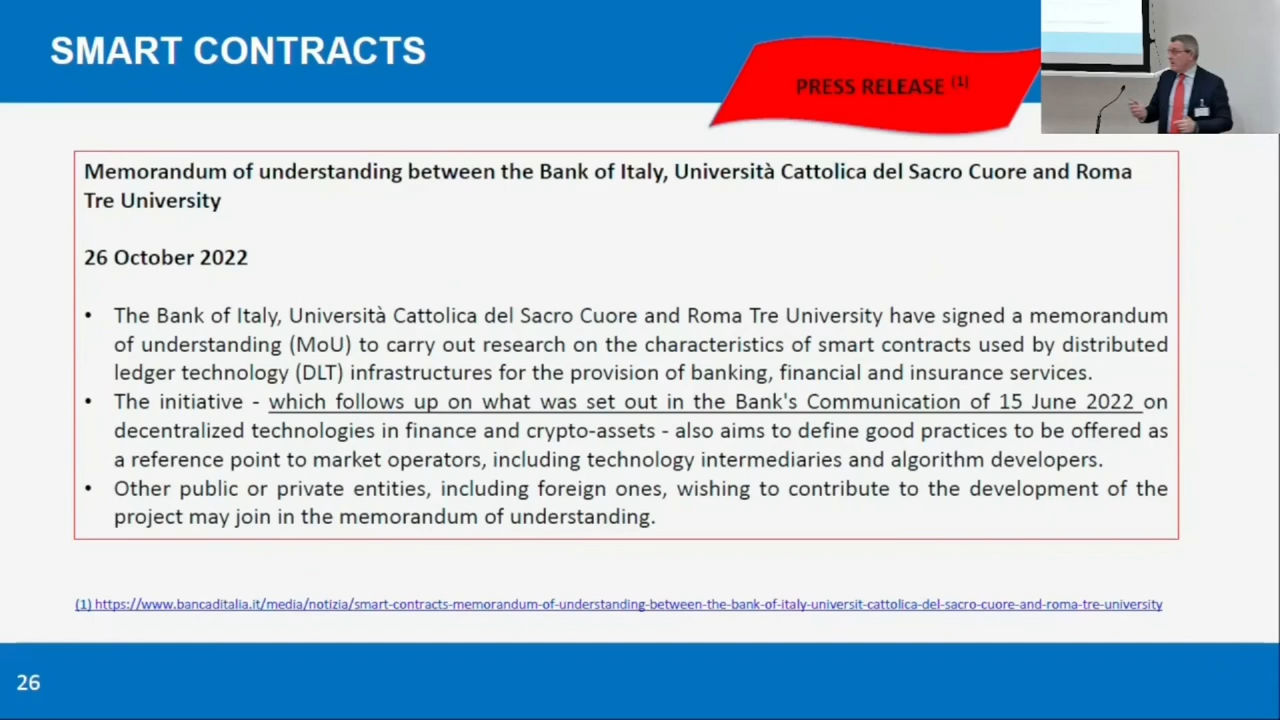 SMART CONTRACTS
PRESS RELEASE (1)
Memorandum of understanding between the Bank of Italy, Università Cattolica del Sacro Cuore and Roma
Tre University
26 October 2022
• The Bank of Italy, Università Cattolica del Sacro Cuore and Roma Tre University have signed a memorandum
of understanding (MoU) to carry out research on the characteristics of smart contracts used by distributed
ledger technology (DLT) infrastructures for the provision of banking, financial and insurance services.
• The initiative - which follows up on what was set out in the Bank's Communication of 15 June 2022 on
decentralized technologies in finance and crypto-assets - also aims to define good practices to be offered as
a reference point to market operators, including technology intermediaries and algorithm developers.
• Other public or private entities, including foreign ones, wishing to contribute to the development of the
project may join in the memorandum of understanding.
(1) https://www.bancaditalia.it/media/notizia/smart-contracts-memorandum-of-understanding-between-the-bank-of-italy-universit-cattolica-del-sacro-cuore-and-roma-tre-university
26